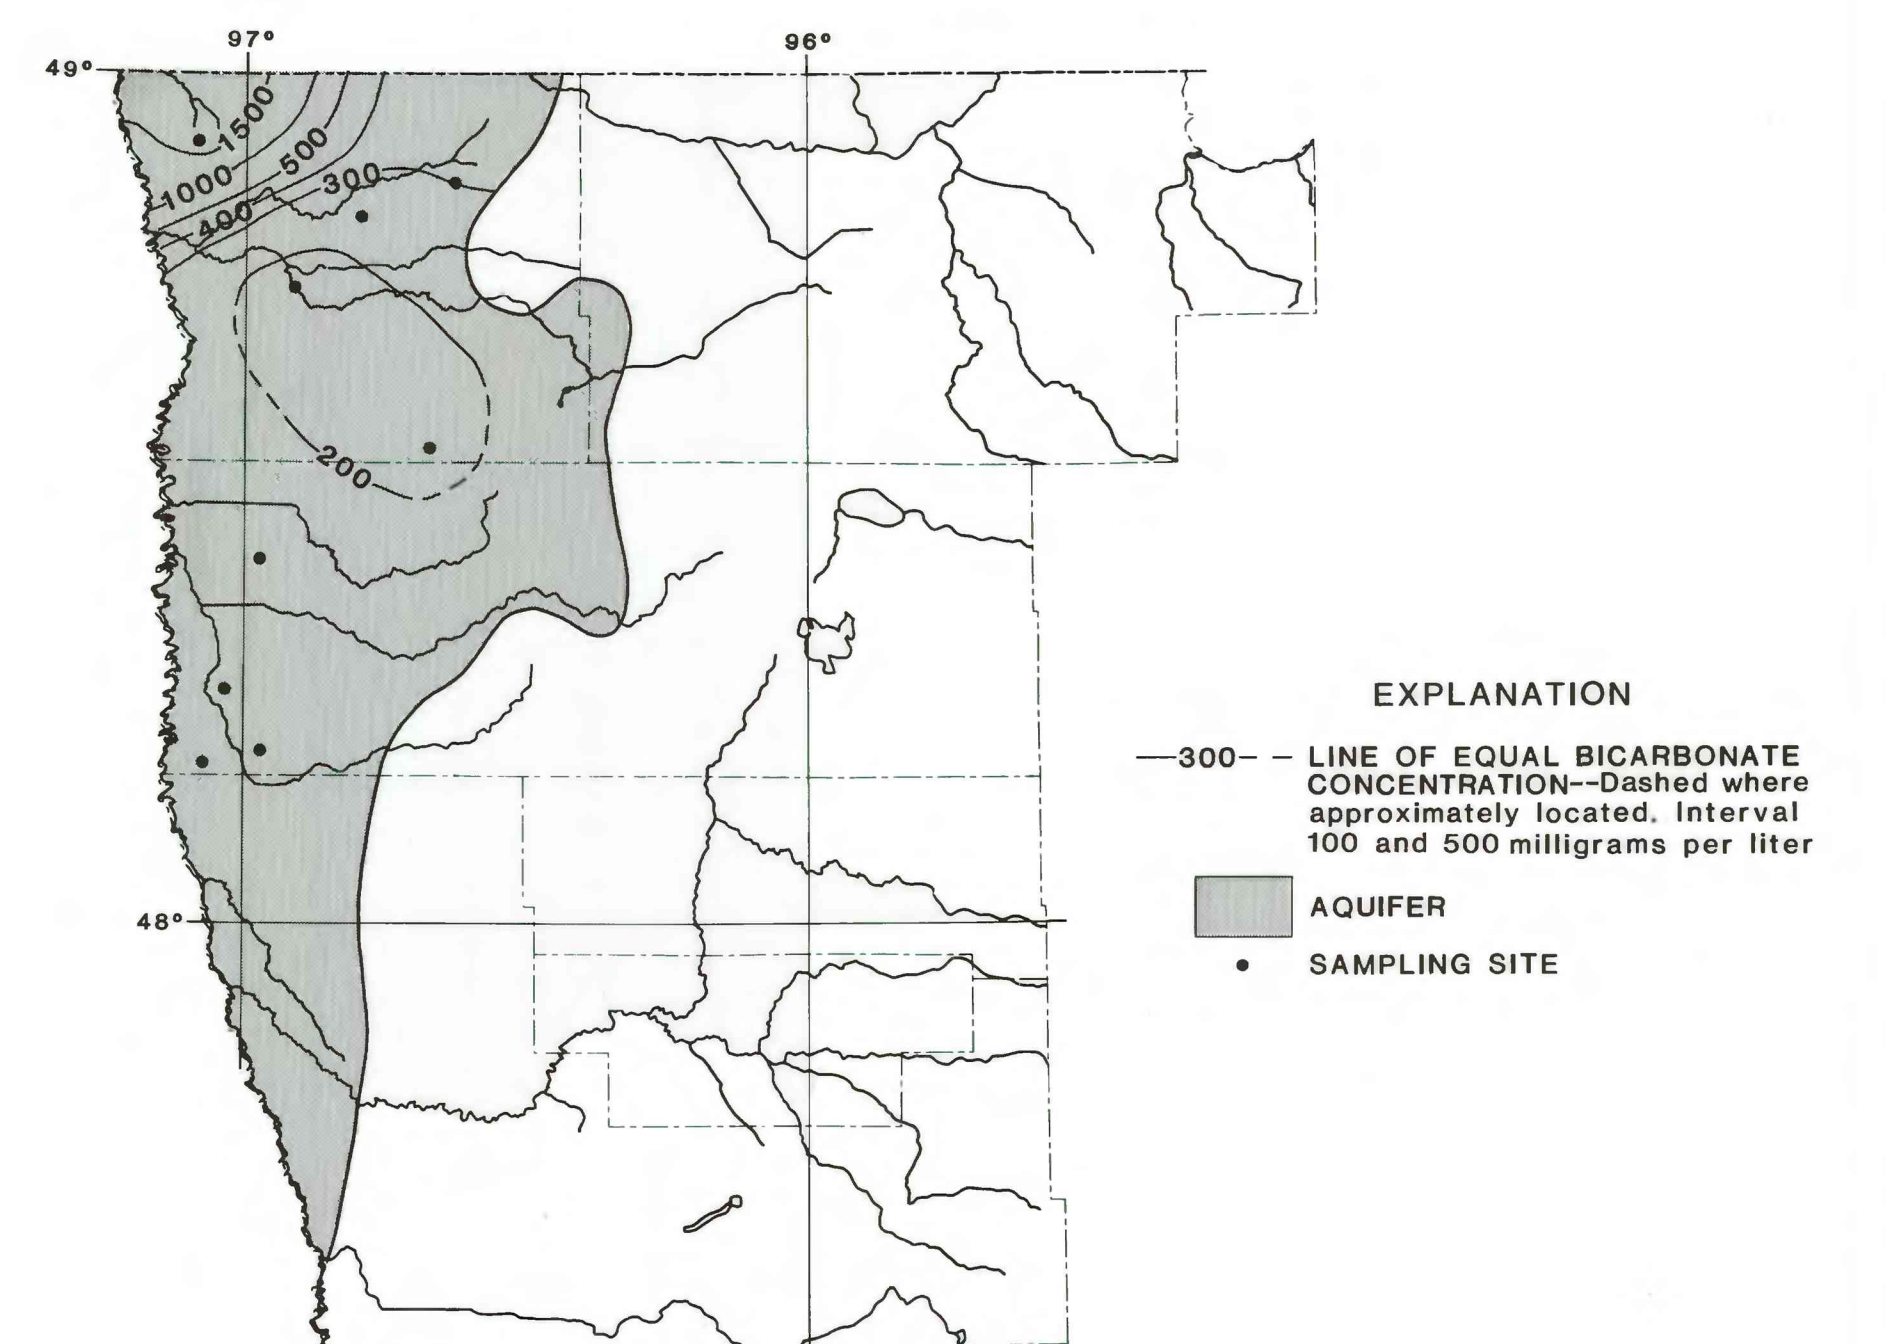 97°
96°
49°
1500
1000
500
300
400
200
48°
EXPLANATION
—300– – LINE OF EQUAL BICARBONATE
CONCENTRATION--Dashed where
approximately located. Interval
100 and 500 milligrams per liter
AQUIFER
SAMPLING SITE